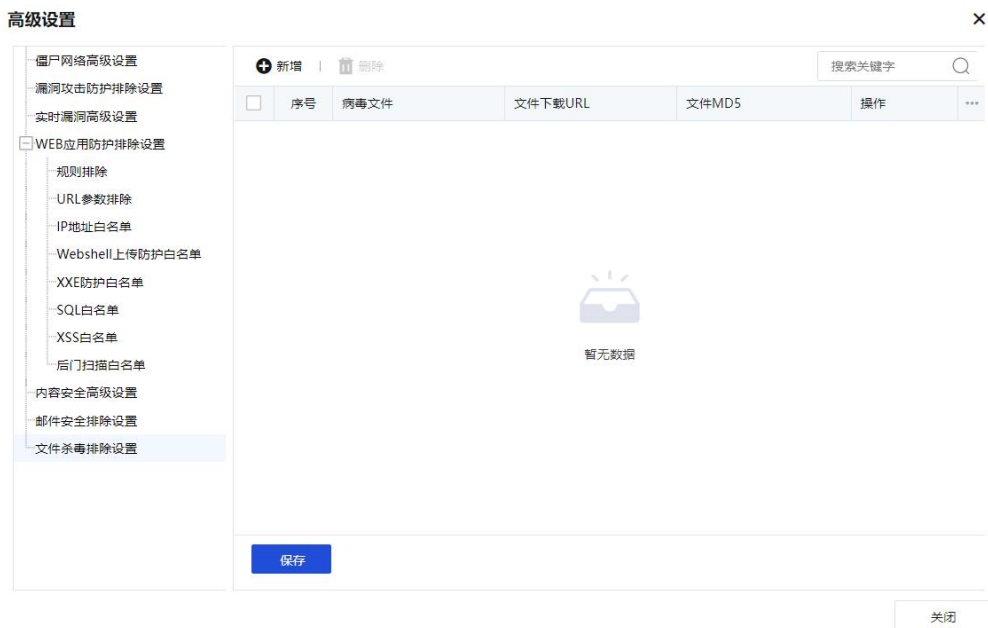 高级设置
僵尸网络高级设置
漏洞攻击防护排除设置
实时漏洞高级设置
WEB应用防护排除设置
规则排除
URL参数排除
IP地址白名单
Webshell上传防护白名单
XXE防护白名单
SQL白名单
XSS白名单
后门扫描白名单
内容安全高级设置
邮件安全排除设置
文件杀毒排除设置
新增 删除 搜索关键字
序号 病毒文件 文件下载URL 文件MD5 操作
暂无数据
保存
关闭